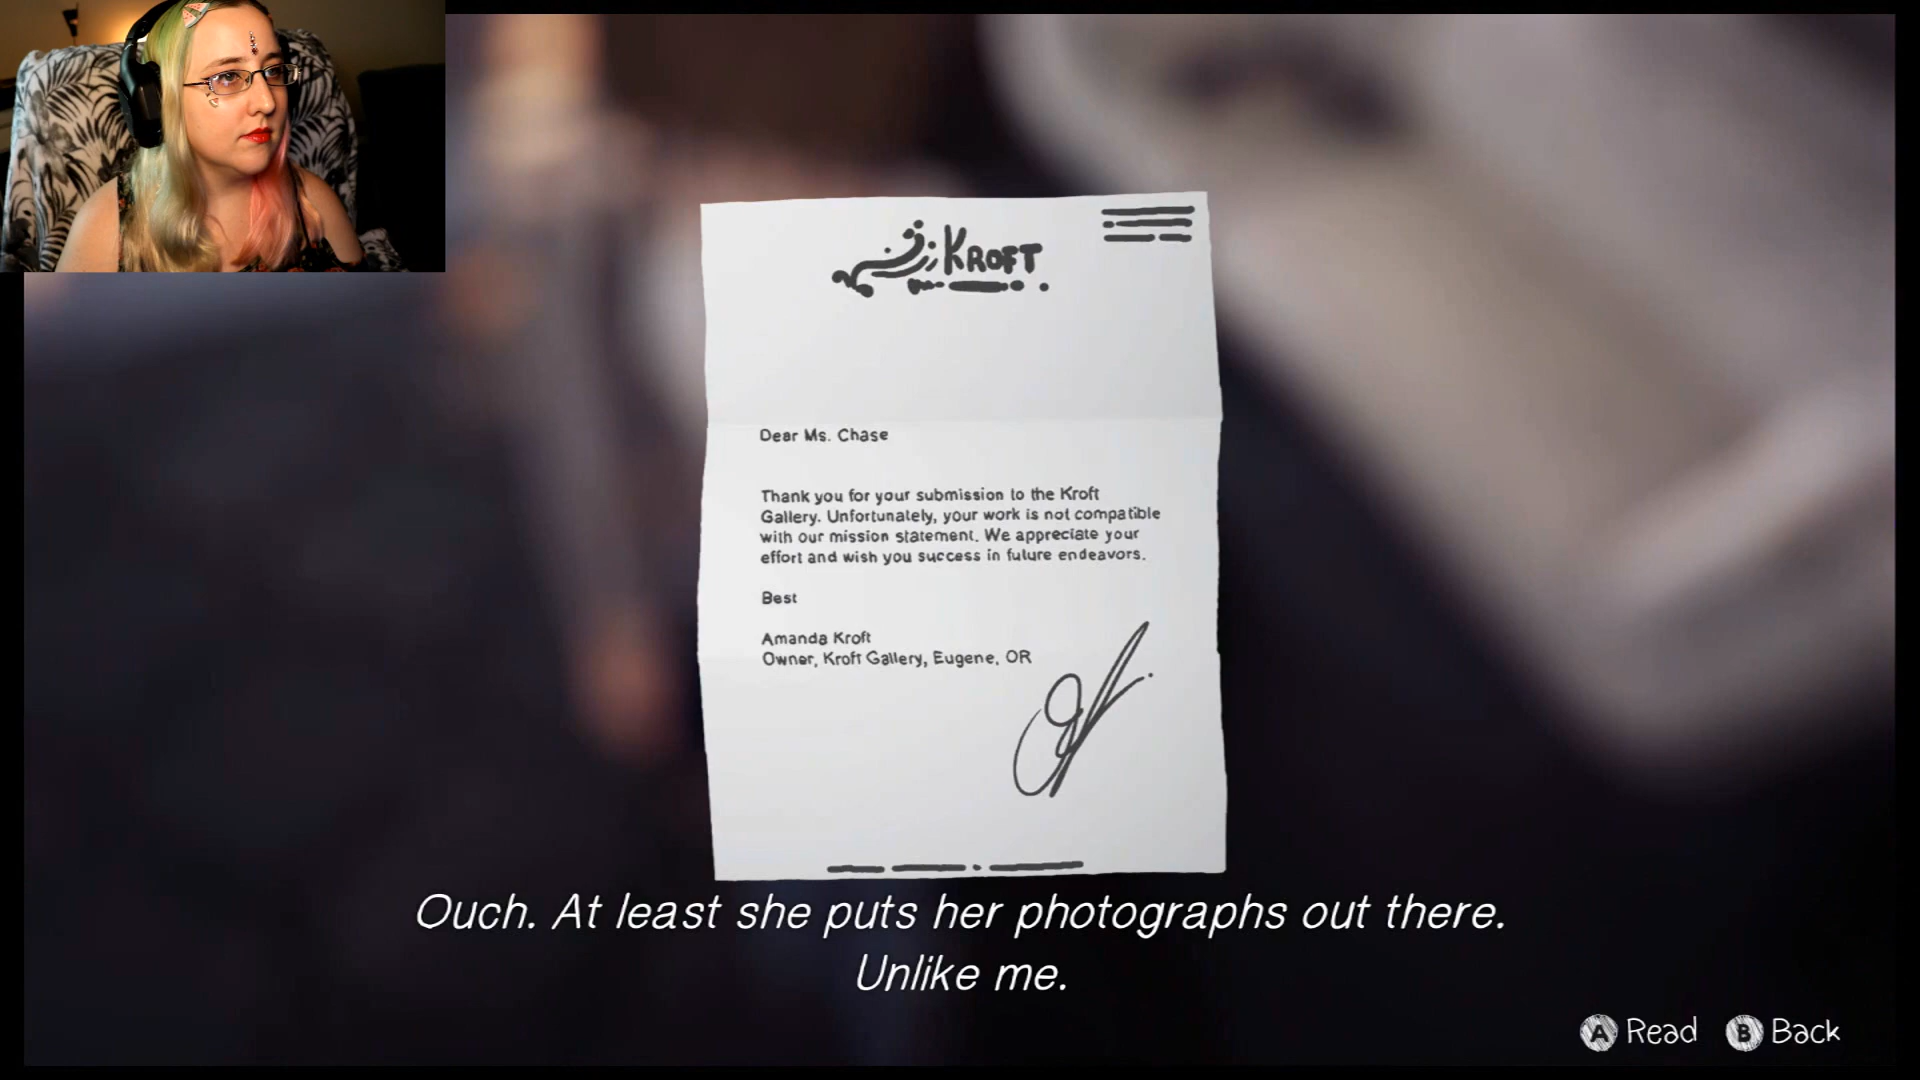 KROFT
Dear Ms. Chase
Thank you for your submission to the Kroft
Gallery. Unfortunately, your work is not compatible
with our mission statement. We appreciate your
effort and wish you success in future endeavors.
Best
Amanda Kroft
Owner, Kroft Gallery, Eugene, OR
Ouch. At least she puts her photographs out there.
Unlike me.
A Read B Back